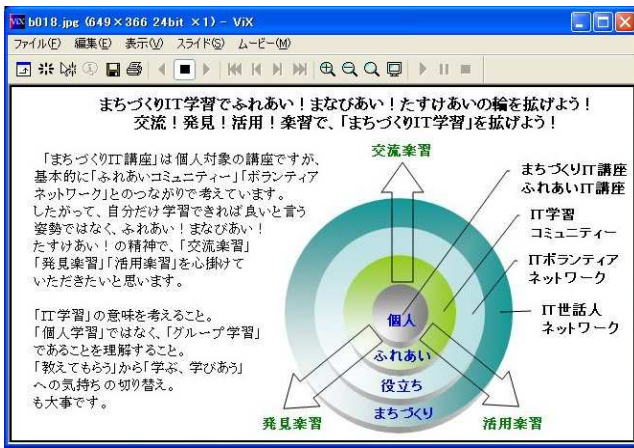 b018.jpg (649×366 24bit ×1) - ViX
ファイル(F) 編集(E) 表示(V) スライド(S) ムービー(M)
まちづくりIT学習でふれあい！まなびあい！たすけあいの輪を拡げよう！
交流！発見！活用！楽習で、「まちづくりIT学習」を拡げよう！
「まちづくりIT講座」は個人対象の講座ですが、
基本的に「ふれあいコミュニティー」「ボランティア
ネットワーク」とのつながりで考えています。
したがって、自分だけ学習できれば良いと言う
姿勢ではなく、ふれあい！まなびあい！
たすけあい！の精神で、「交流楽習」
「発見楽習」「活用楽習」を心掛けて
いただきたいと思います。
「IT学習」の意味を考えること。
「個人学習」ではなく、「グループ学習」
であることを理解すること。
「教えてもらう」から「学ぶ、学びあう」
への気持ちの切り替え。
も大事です。
交流楽習
まちづくりIT講座
ふれあいIT講座
IT学習
コミュニティー
ITボランティア
ネットワーク
IT世話人
ネットワーク
個人
ふれあい
役立ち
まちづくり
発見楽習
活用楽習